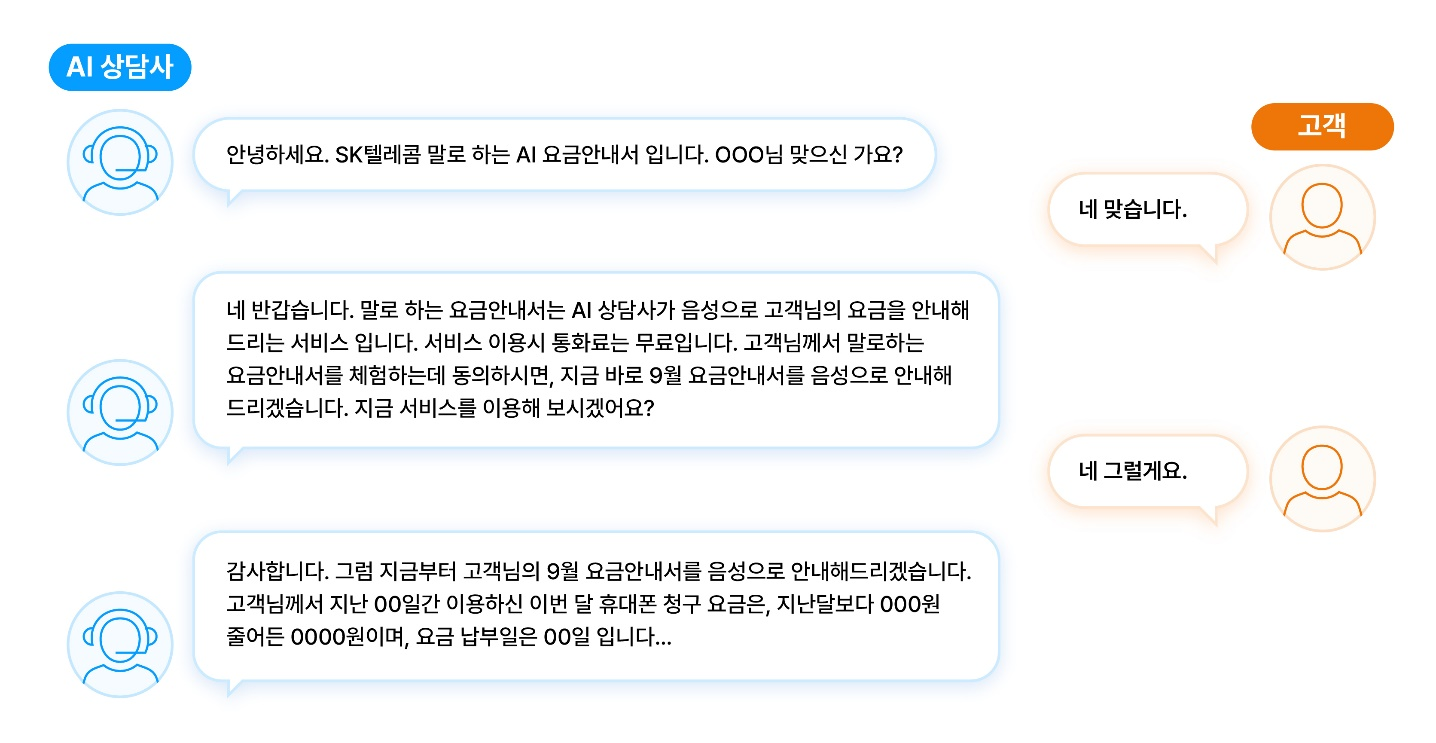 AI 상담사
안녕하세요. SK텔레콤 말로 하는 AI 요금안내서 입니다. OOO님 맞으신 가요?
고객
네 맞습니다.
네 반갑습니다. 말로 하는 요금안내서는 AI 상담사가 음성으로 고객님의 요금을 안내해
드리는 서비스 입니다. 서비스 이용시 통화료는 무료입니다. 고객님께서 말로하는
요금안내서를 체험하는데 동의하시면, 지금 바로 9월 요금안내서를 음성으로 안내해
드리겠습니다. 지금 서비스를 이용해 보시겠어요?
네 그럴게요.
감사합니다. 그럼 지금부터 고객님의 9월 요금안내서를 음성으로 안내해드리겠습니다.
고객님께서 지난 00일간 이용하신 이번 달 휴대폰 청구 요금은, 지난달보다 000원
줄어든 0000원이며, 요금 납부일은 00일 입니다...